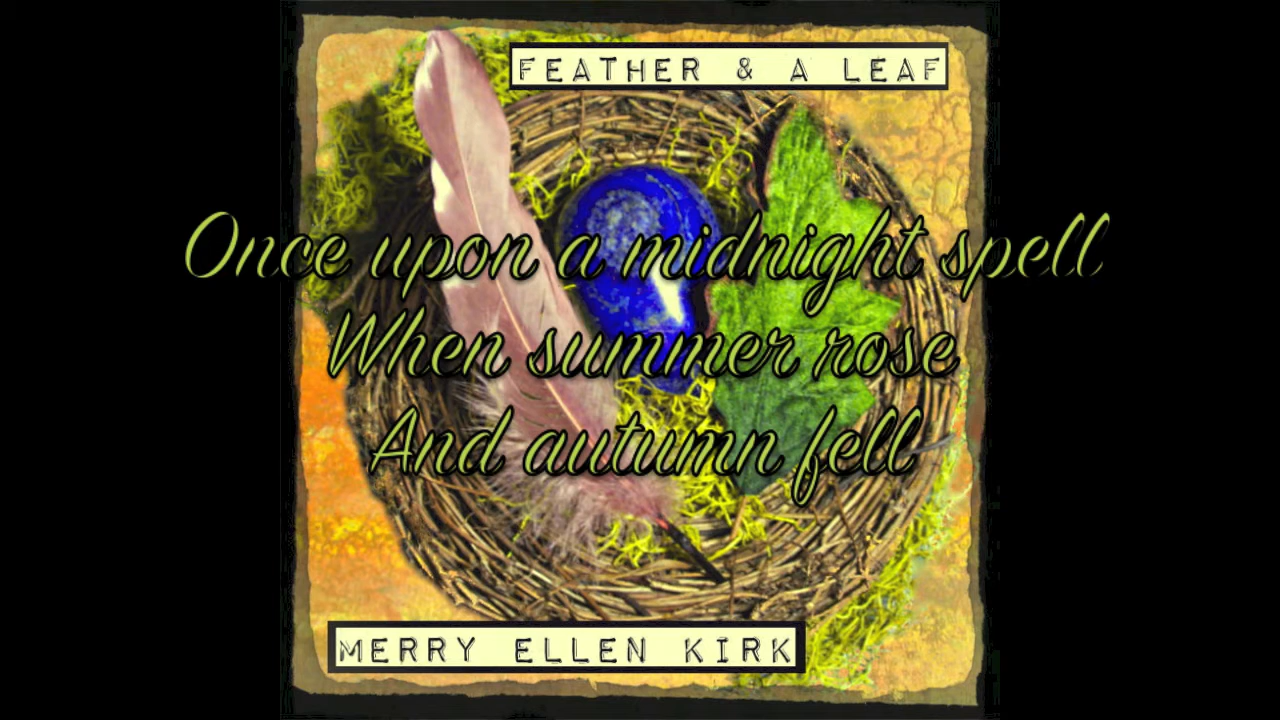 FEATHER & A LEAF
Once upon a midnight spell
When summer rose
And autumn fell
MERRY ELLEN KIRK